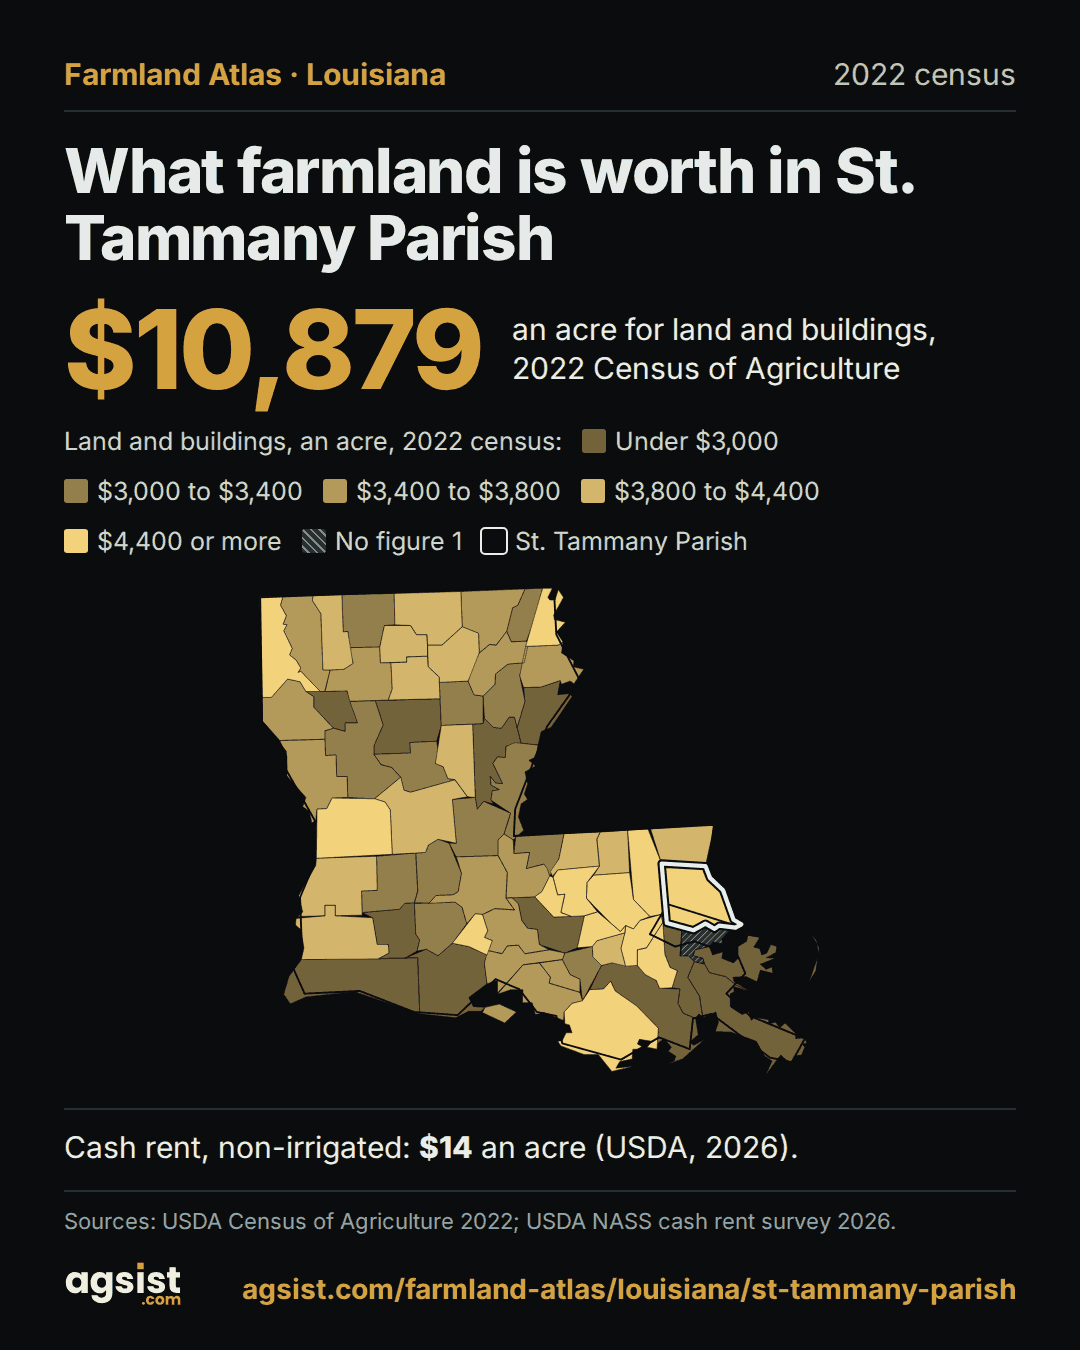 Farmland Atlas · Louisiana
2022 census
What farmland is worth in St.
Tammany Parish
$10,879
an acre for land and buildings,
2022 Census of Agriculture
Land and buildings, an acre, 2022 census: Under $3,000
$3,000 to $3,400 $3,400 to $3,800 $3,800 to $4,400
$4,400 or more No figure 1 St. Tammany Parish
Cash rent, non-irrigated: $14 an acre (USDA, 2026).
Sources: USDA Census of Agriculture 2022; USDA NASS cash rent survey 2026.
agsist
.com
agsist.com/farmland-atlas/louisiana/st-tammany-parish